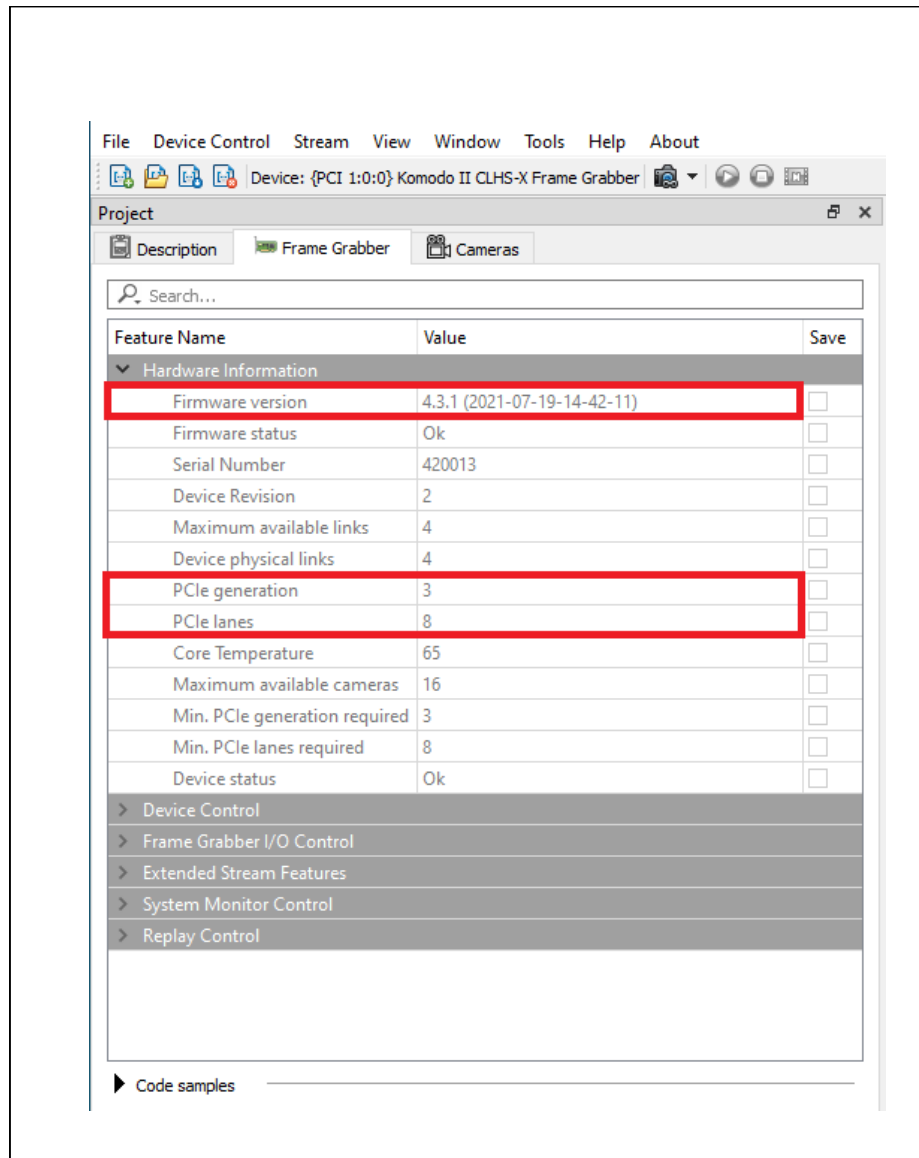 File Device Control Stream View Window Tools Help About
Device: {PCI 1:0:0} Komodo II CLHS-X Frame Grabber
Project
Description Frame Grabber Cameras
Search...
Feature Name Value Save
Hardware Information
Firmware version 4.3.1 (2021-07-19-14-42-11)
Firmware status Ok
Serial Number 420013
Device Revision 2
Maximum available links 4
Device physical links 4
PCIe generation 3
PCIe lanes 8
Core Temperature 65
Maximum available cameras 16
Min. PCIe generation required 3
Min. PCIe lanes required 8
Device status Ok
Device Control
Frame Grabber I/O Control
Extended Stream Features
System Monitor Control
Replay Control
Code samples